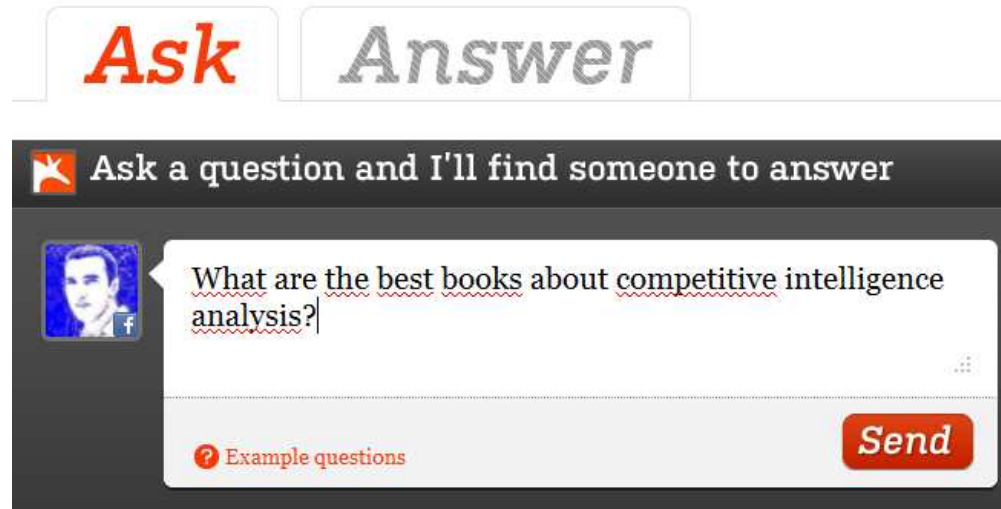 Ask Answer
Ask a question and I'll find someone to answer
What are the best books about competitive intelligence
analysis?
f
? Example questions
Send